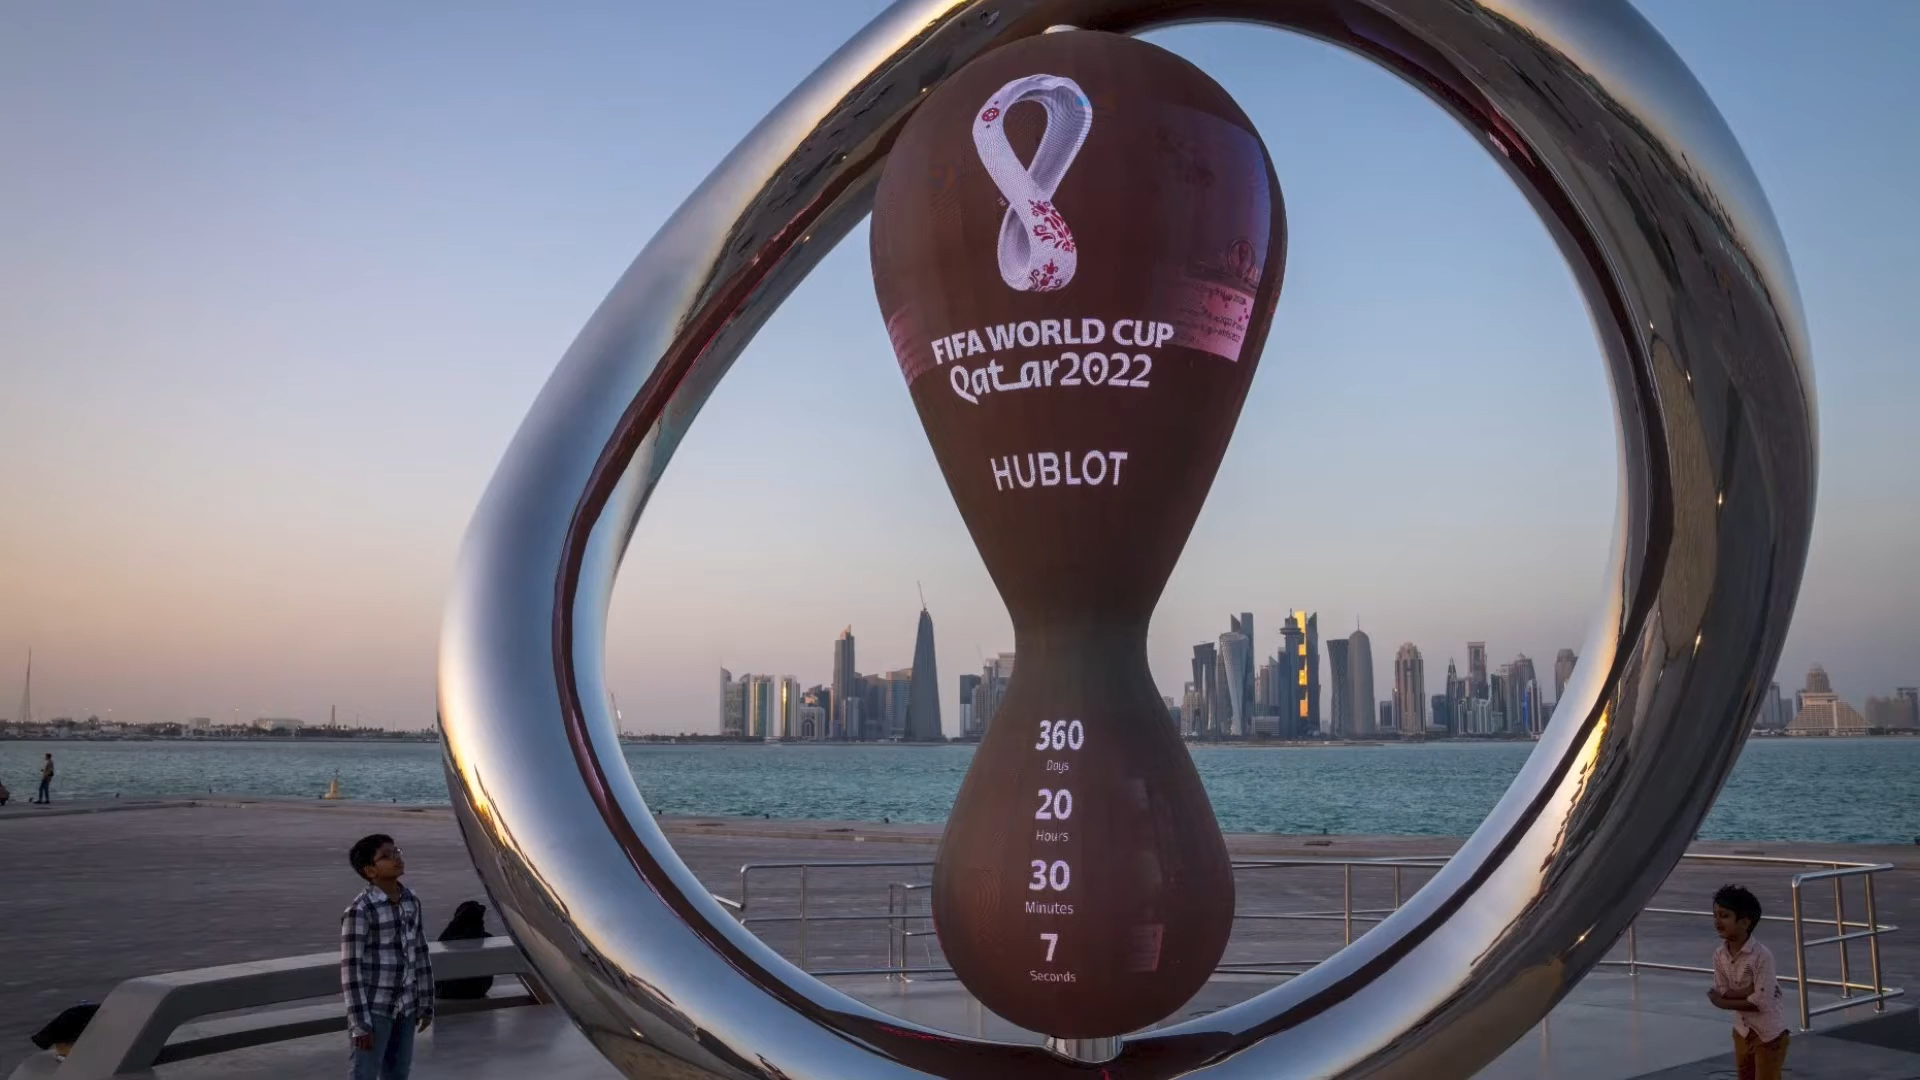 FIFA WORLD CUP
Qatar2022
HUBLOT
360
Days
20
Hours
30
Minutes
7
Seconds